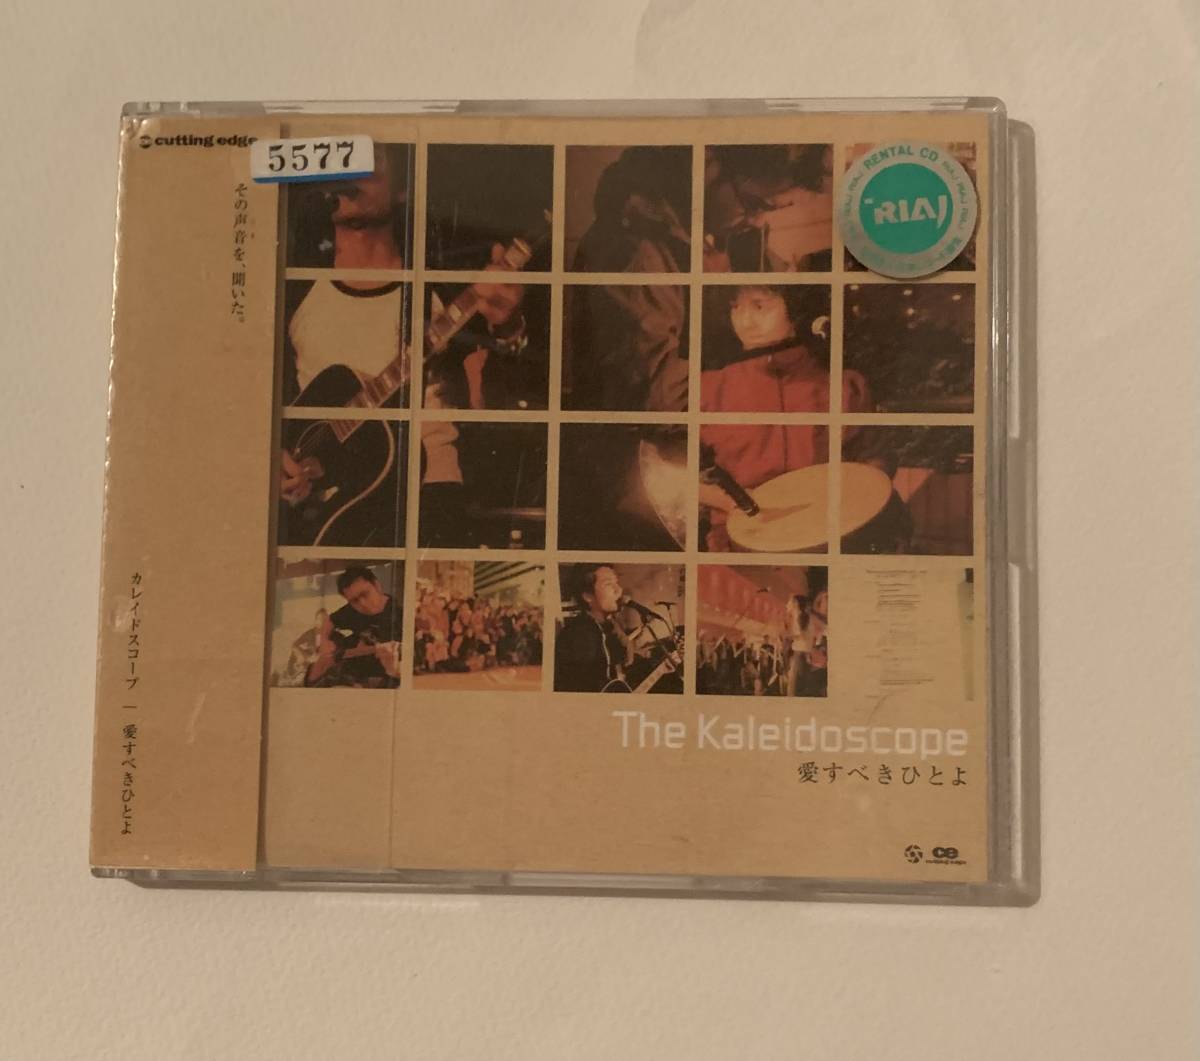 cutting edge
5577
その声音を、聞いた。
カレイドスコープ | 愛すべきひとよ
RENTAL CD
RIAJ
The Kaleidoscope
愛すべきひとよ
ce
cutting edge